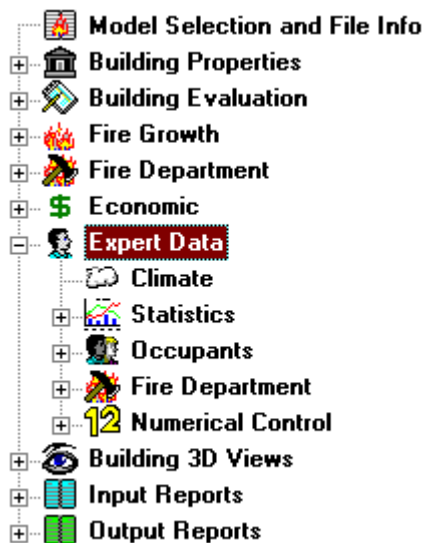 Model Selection and File Info
Building Properties
Building Evaluation
Fire Growth
Fire Department
$ Economic
Expert Data
Climate
Statistics
Occupants
Fire Department
12 Numerical Control
Building 3D Views
Input Reports
Output Reports